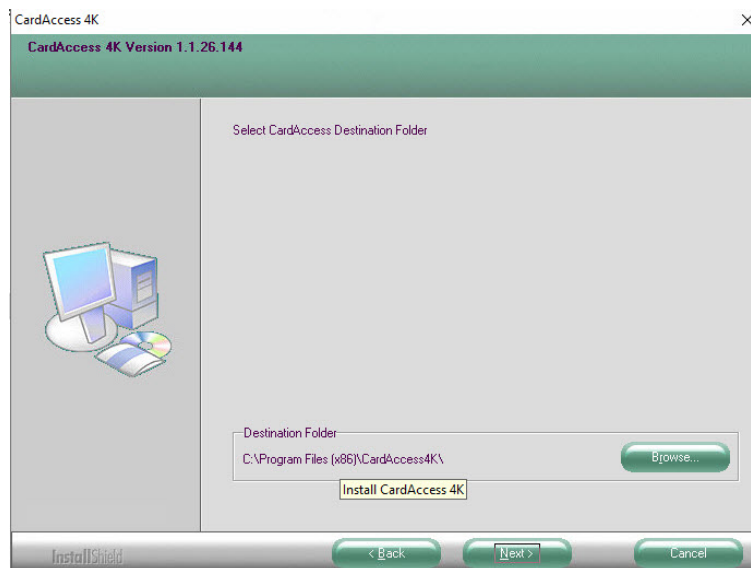 CardAccess 4K
CardAccess 4K Version 1.1.26.144
Select CardAccess Destination Folder
Destination Folder
C:\Program Files (x86)\CardAccess4K\
Browse...
Install CardAccess 4K
InstallShield
< Back
Next >
Cancel